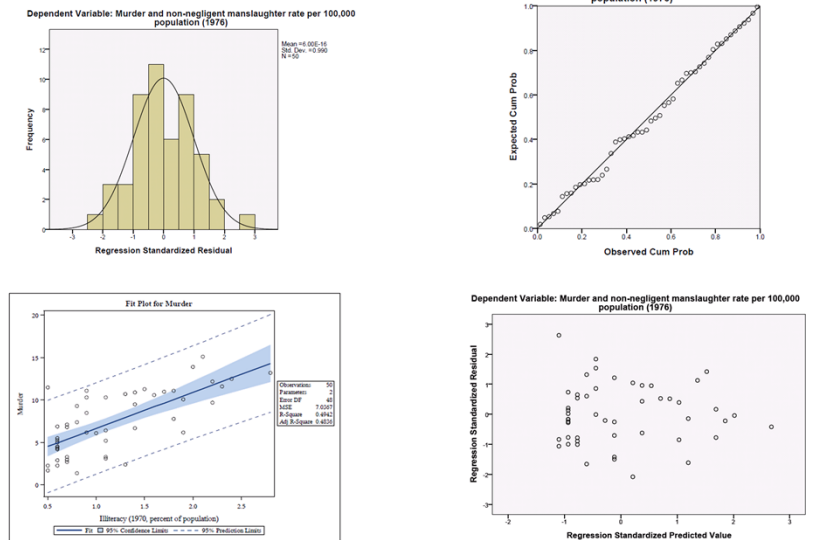 Dependent Variable: Murder and non-negligent manslaughter rate per 100,000
population (1976)
Mean =6.00E-16
Std. Dev. =0.990
N =50
Frequency
12
10
8
6
4
2
0
-3
-2
-1
0
1
2
3
Regression Standardized Residual
population (1976)
Expected Cum Prob
1.0
0.8
0.6
0.4
0.2
0.0
0.0
0.2
0.4
0.6
0.8
1.0
Observed Cum Prob
Fit Plot for Murder
Murder
20
15
10
5
0
0.5
1.0
1.5
2.0
2.5
Illiteracy (1970, percent of population)
Observations 50
Parameters 2
Error DF 48
MSE 7.0367
R-Square 0.4942
Adj R-Square 0.4836
Fit 95% Confidence Limits 95% Prediction Limits
Dependent Variable: Murder and non-negligent manslaughter rate per 100,000
population (1976)
Regression Standardized Residual
3
2
1
0
-1
-2
-3
-2
-1
0
1
2
3
Regression Standardized Predicted Value